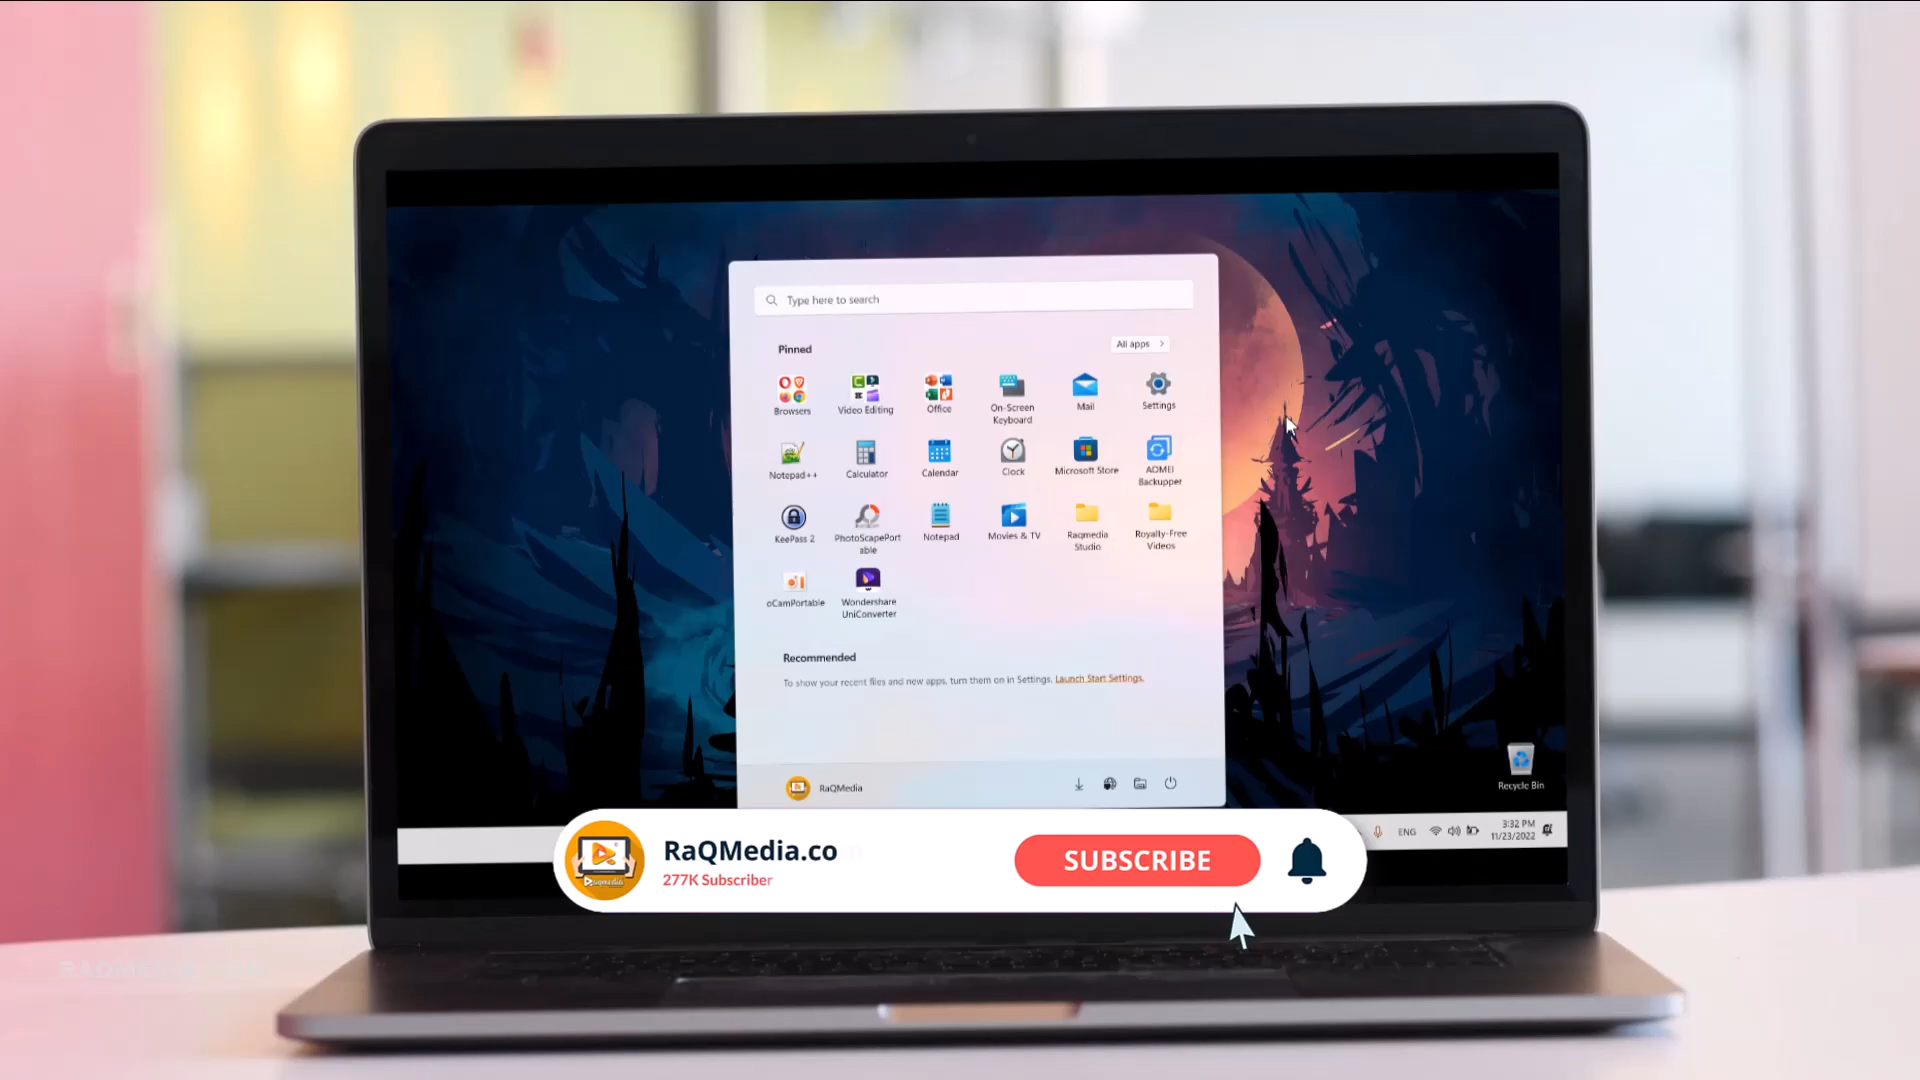 Type here to search
Pinned
All apps
Browsers
Video Editing
Office
On-Screen
Keyboard
Mail
Settings
Notepad++
Calculator
Calendar
Clock
Microsoft Store
AOMEI
Backupper
KeePass 2
PhotoScapePort
able
Notepad
Movies & TV
Raqmedia
Studio
Royalty-Free
Videos
oCamPortable
Wondershare
UniConverter
Recommended
To show your recent files and new apps, turn them on in Settings. Launch Start Settings.
RaQMedia
Recycle Bin
ENG
3:32 PM
11/23/2022
RaQMedia.co
277K Subscriber
SUBSCRIBE
Raqmedia